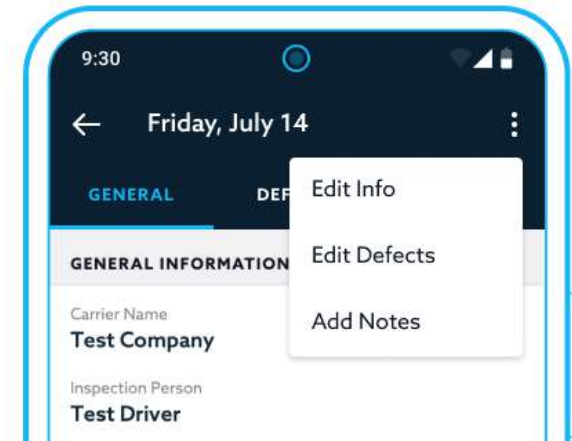 9:30
Friday, July 14
GENERAL
DEF
Edit Info
Edit Defects
Add Notes
GENERAL INFORMATION
Carrier Name
Test Company
Inspection Person
Test Driver